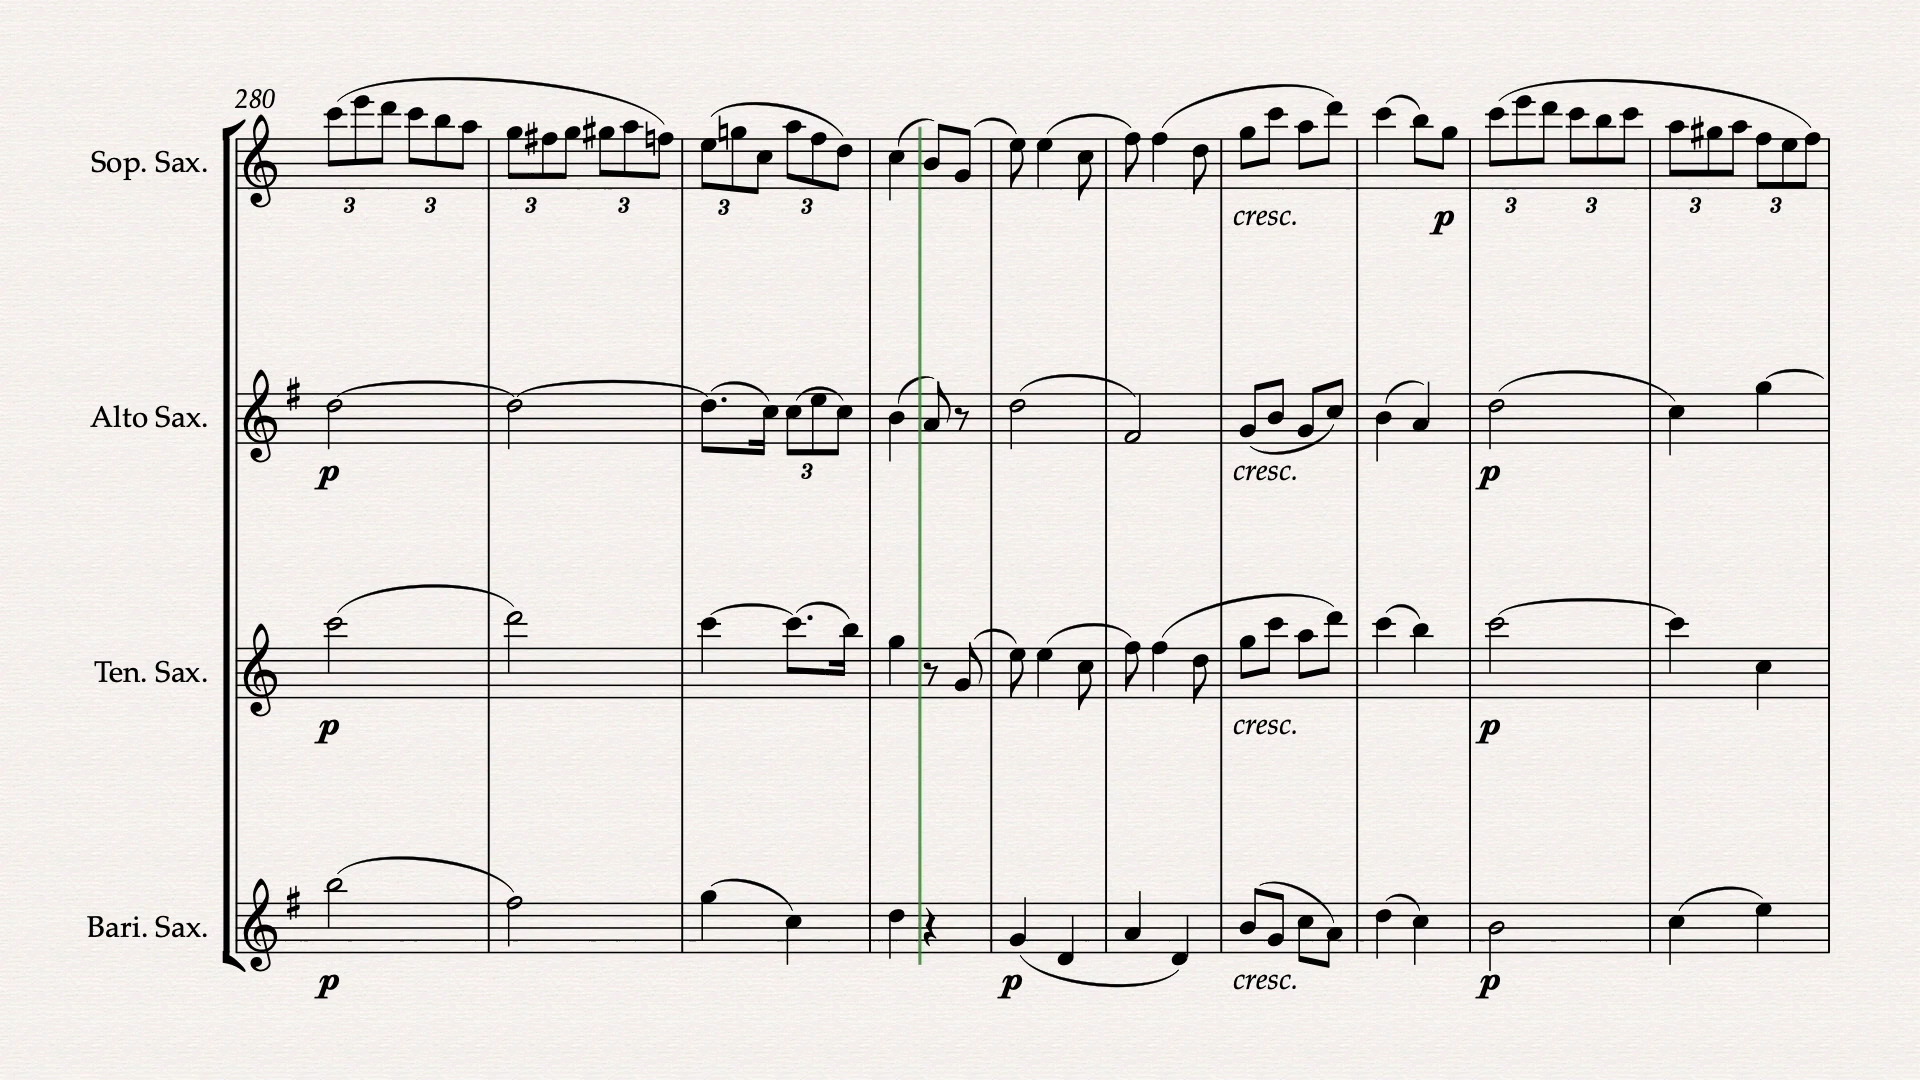 280
Sop. Sax.
3 3 3 3 3 3 3 3 3 3
cresc. p
Alto Sax.
3
p cresc. p
Ten. Sax.
p cresc. p
Bari. Sax.
p p cresc. p